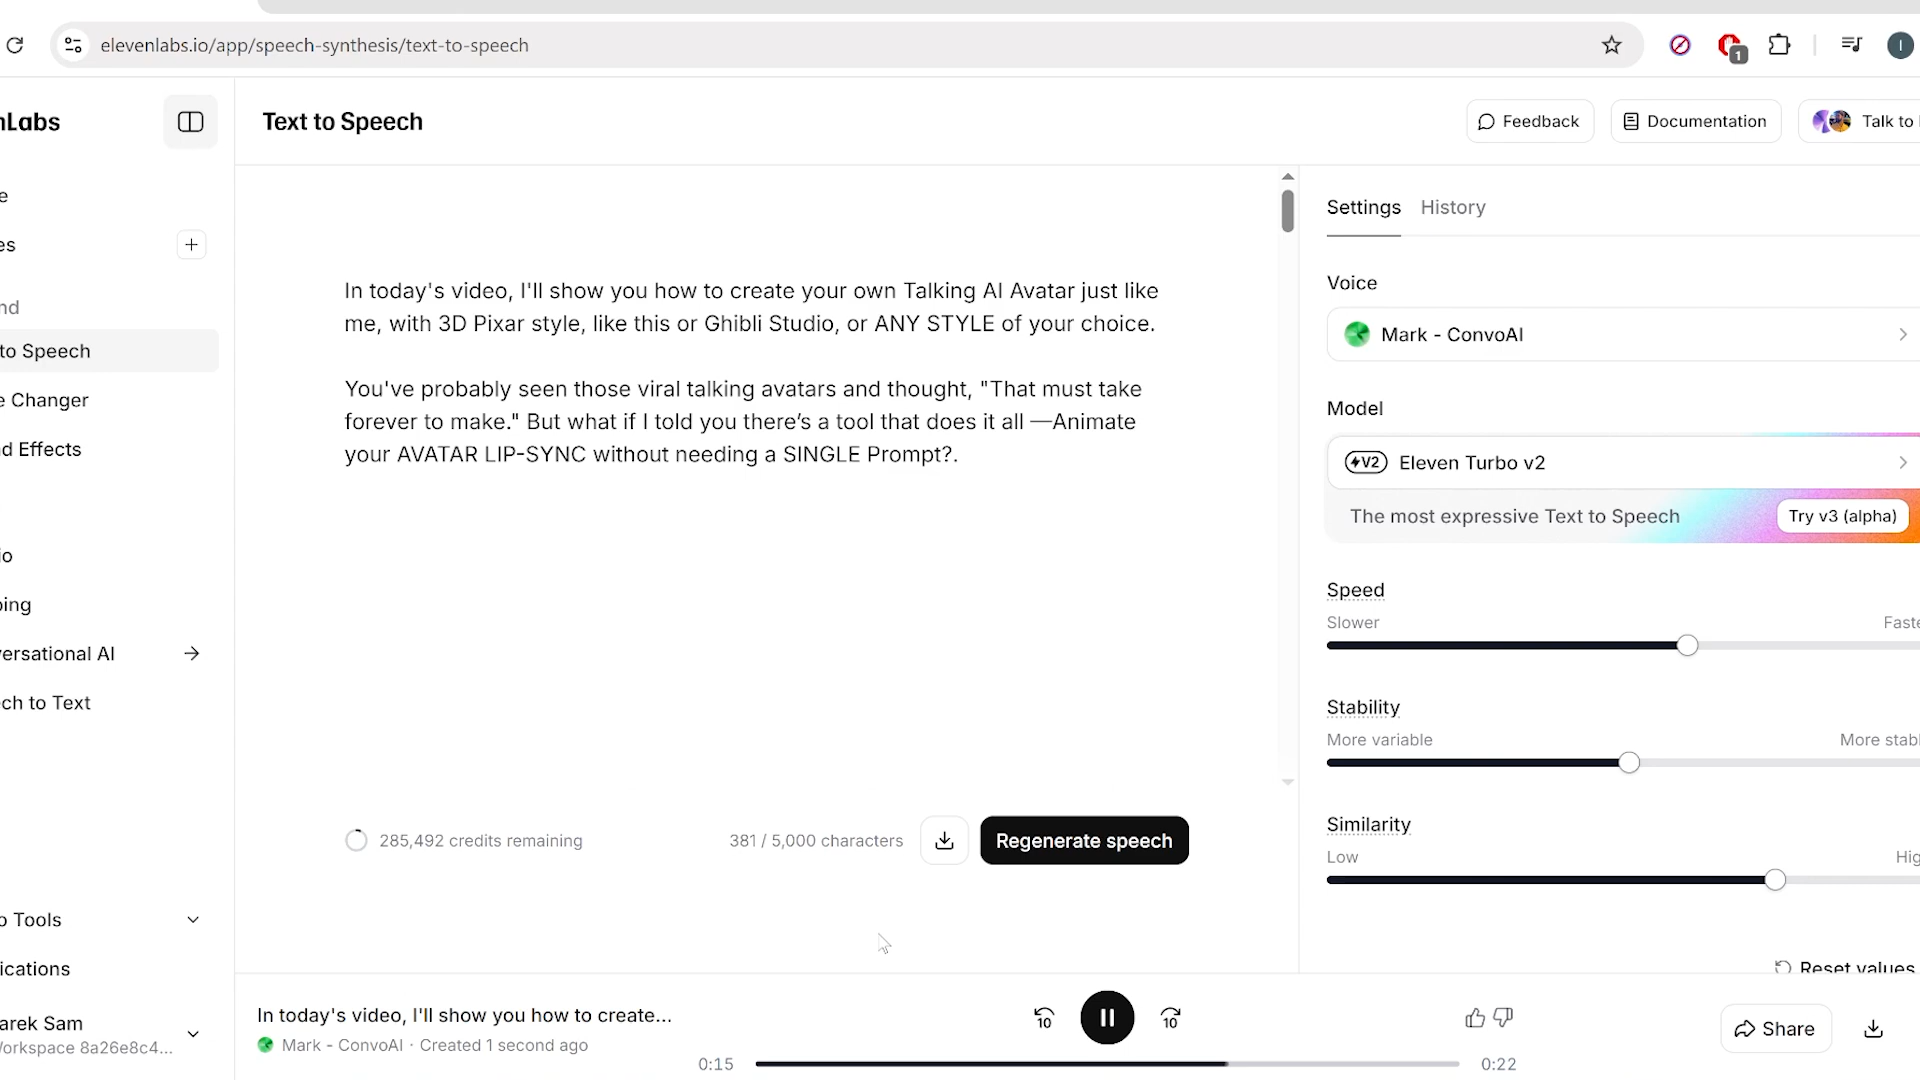 elevenlabs.io/app/speech-synthesis/text-to-speech
1
I
nLabs
Text to Speech
Feedback
Documentation
Talk to
e
es
nd
to Speech
e Changer
d Effects
io
bing
ersational AI
ch to Text
In today's video, I'll show you how to create your own Talking AI Avatar just like
me, with 3D Pixar style, like this or Ghibli Studio, or ANY STYLE of your choice.
You've probably seen those viral talking avatars and thought, "That must take
forever to make." But what if I told you there’s a tool that does it all —Animate
your AVATAR LIP-SYNC without needing a SINGLE Prompt?.
285,492 credits remaining
381 / 5,000 characters
Regenerate speech
Settings
History
Voice
Mark - ConvoAI
Model
V2
Eleven Turbo v2
The most expressive Text to Speech
Try v3 (alpha)
Speed
Slower
Faste
Stability
More variable
More stabl
Similarity
Low
Hig
Reset values
o Tools
ications
arek Sam
Workspace 8a26e8c4...
In today's video, I'll show you how to create...
Mark - ConvoAI · Created 1 second ago
10
10
0:15
0:22
Share